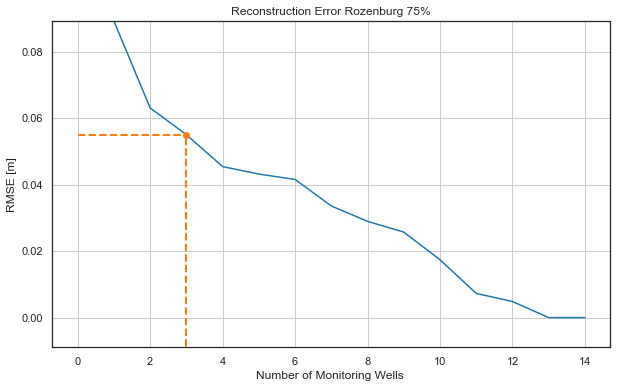 Reconstruction Error Rozenburg 75%
0.08
0.06
0.04
0.02
0.00
RMSE [m]
0 2 4 6 8 10 12 14
Number of Monitoring Wells